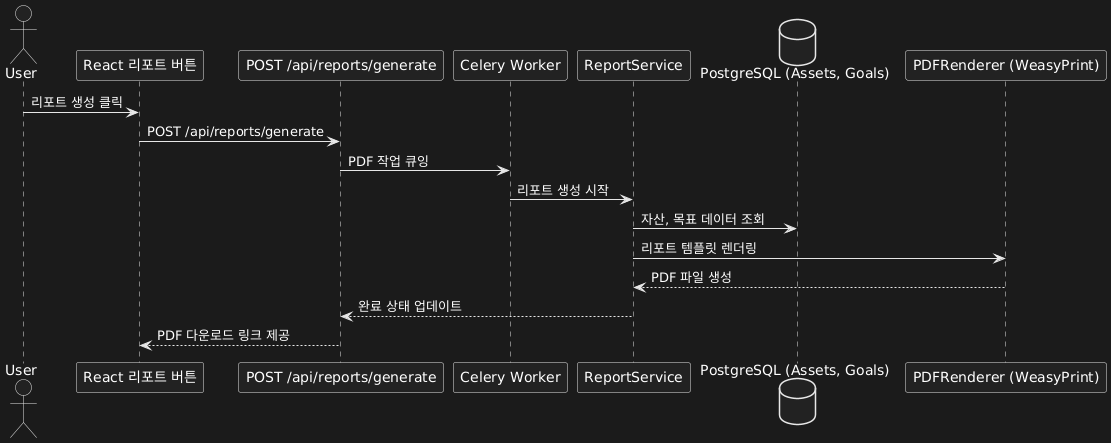 User
React 리포트 버튼
POST /api/reports/generate
Celery Worker
ReportService
PostgreSQL (Assets, Goals)
PDFRenderer (WeasyPrint)
리포트 생성 클릭
POST /api/reports/generate
PDF 작업 큐잉
리포트 생성 시작
자산, 목표 데이터 조회
리포트 템플릿 렌더링
PDF 파일 생성
완료 상태 업데이트
PDF 다운로드 링크 제공
User
React 리포트 버튼
POST /api/reports/generate
Celery Worker
ReportService
PostgreSQL (Assets, Goals)
PDFRenderer (WeasyPrint)